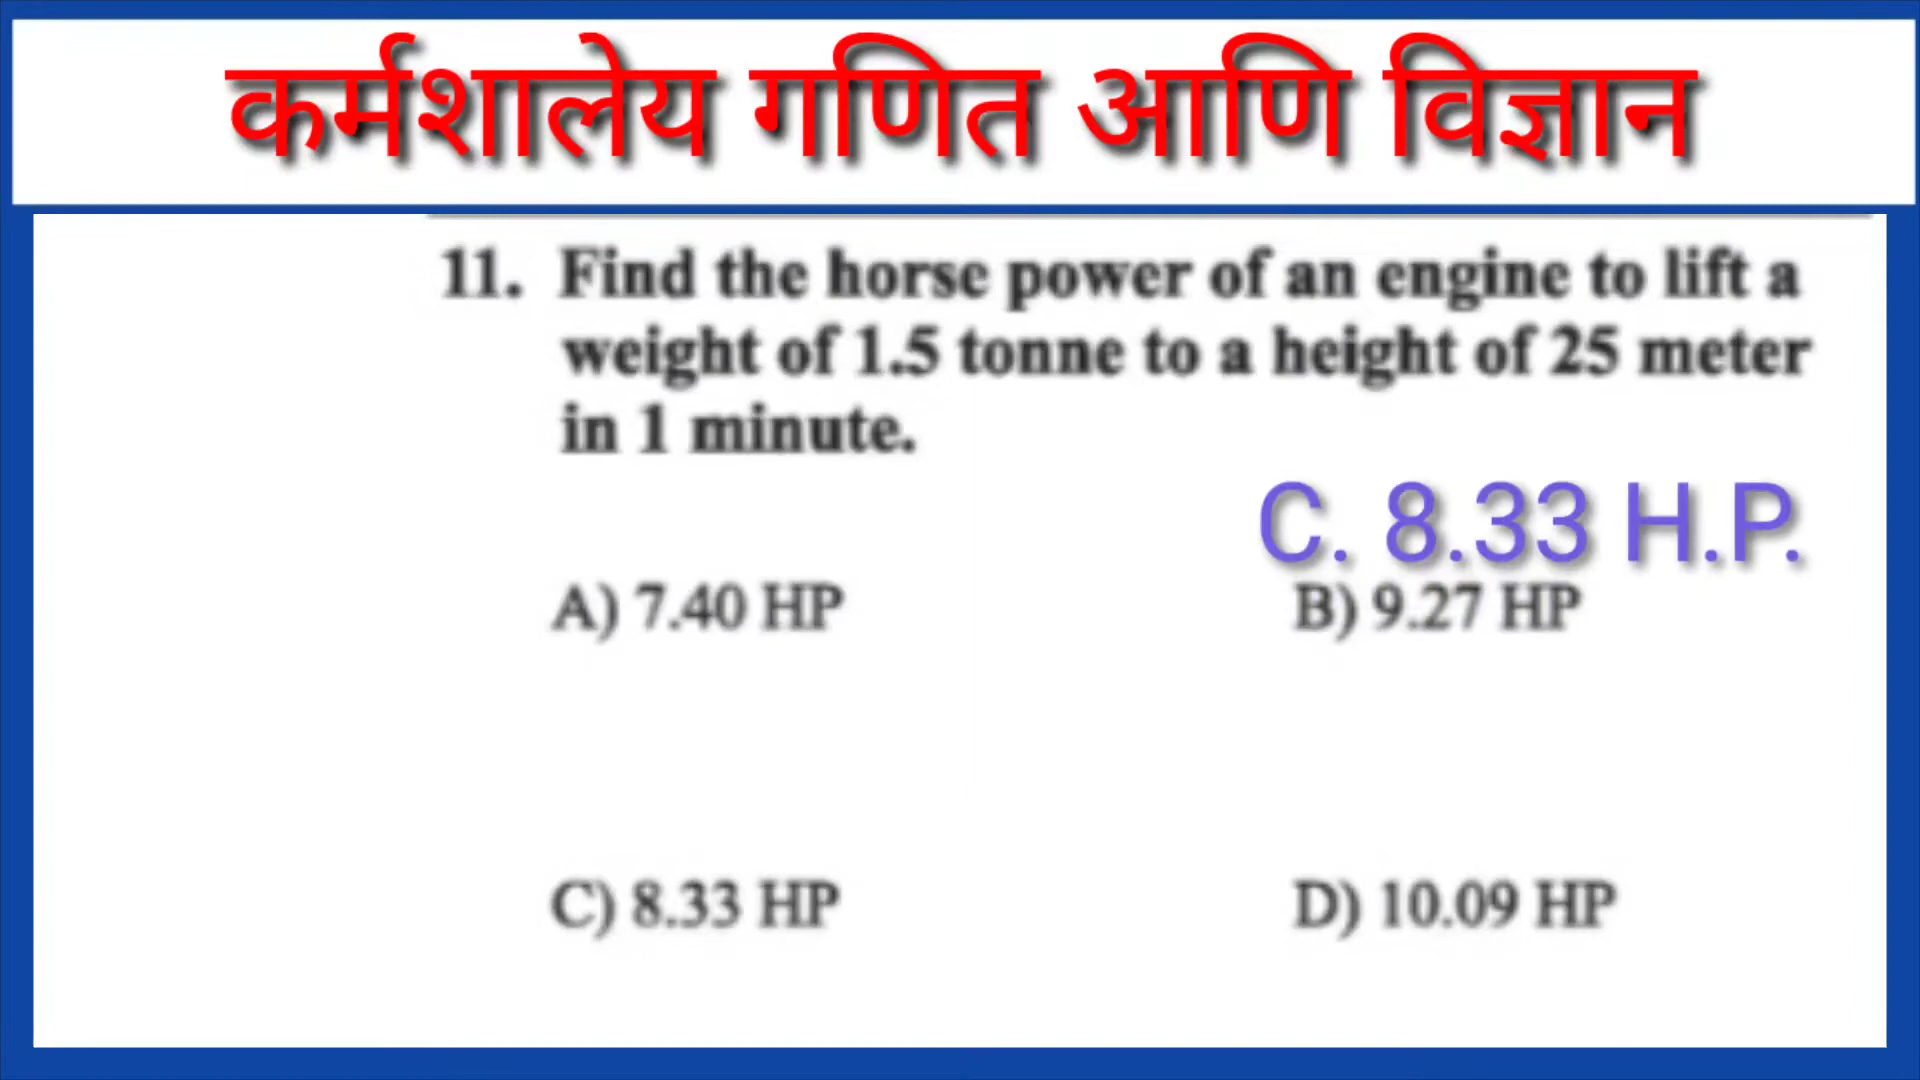 कर्मशालेय गणित आणि विज्ञान
11. Find the horse power of an engine to lift a
weight of 1.5 tonne to a height of 25 meter
in 1 minute.
C. 8.33 H.P.
A) 7.40 HP B) 9.27 HP
C) 8.33 HP D) 10.09 HP